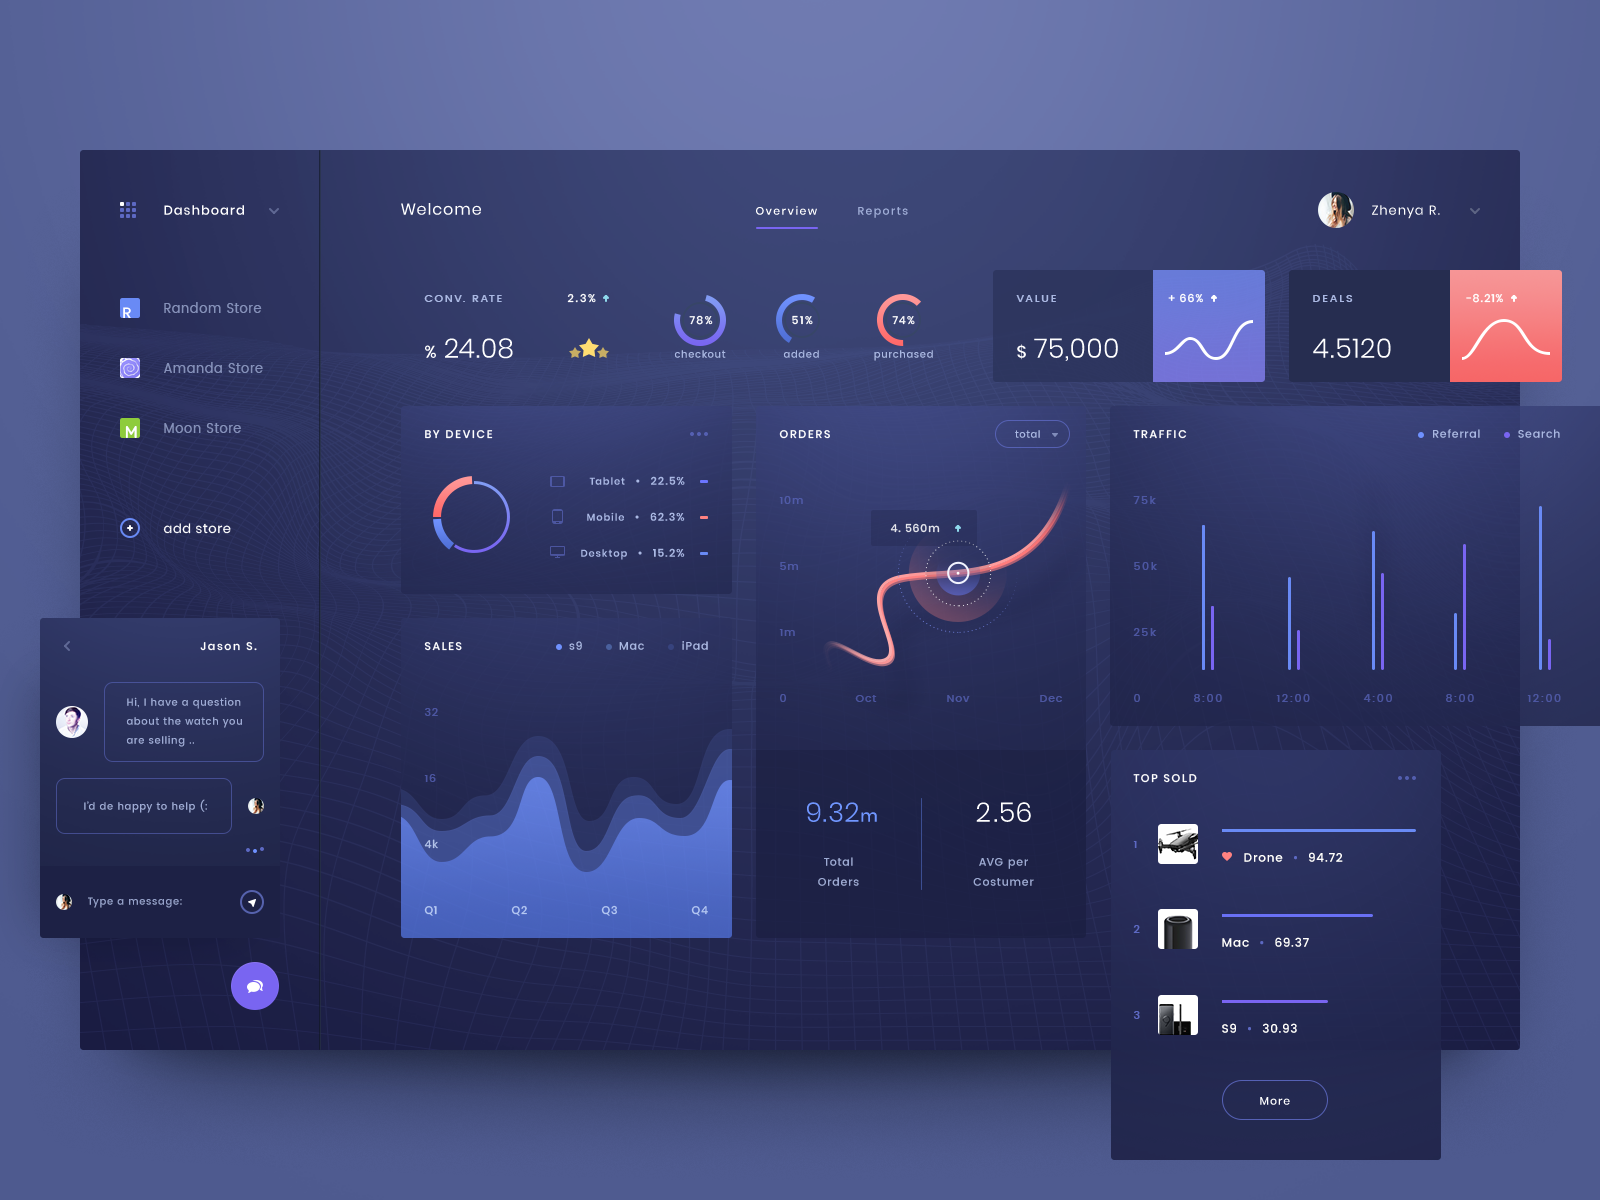 Dashboard
Welcome
Overview
Reports
Zhenya R.
R
Random Store
Amanda Store
M
Moon Store
add store
CONV. RATE
2.3%
% 24.08
78%
checkout
51%
added
74%
purchased
VALUE
+ 66%
$ 75,000
DEALS
-8.21%
4.5120
BY DEVICE
Tablet • 22.5%
Mobile • 62.3%
Desktop • 15.2%
ORDERS
total
10m
4. 560m
5m
1m
0
Oct
Nov
Dec
9.32m
Total
Orders
2.56
AVG per
Costumer
TRAFFIC
Referral
Search
75k
50k
25k
0
8:00
12:00
4:00
8:00
12:00
SALES
s9
Mac
iPad
32
16
4k
Q1
Q2
Q3
Q4
Jason S.
Hi, I have a question
about the watch you
are selling ..
I'd de happy to help (:
Type a message:
TOP SOLD
1
Drone • 94.72
2
Mac • 69.37
3
S9 • 30.93
More